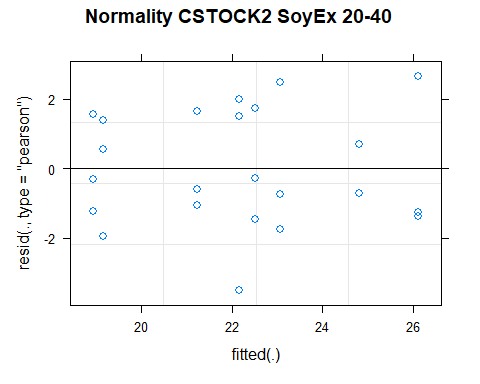 Normality CSTOCK2 SoyEx 20-40
resid(., type = "pearson")
2
0
-2
20
22
24
26
fitted(.)